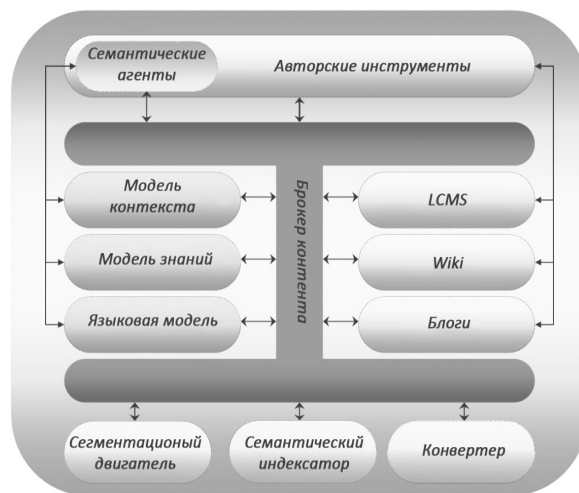 Семантические
агенты
Авторские инструменты
Брокер контента
Модель
контекста
LCMS
Модель знаний
Wiki
Языковая модель
Блоги
Сегментационый
двигатель
Семантический
индексатор
Конвертер